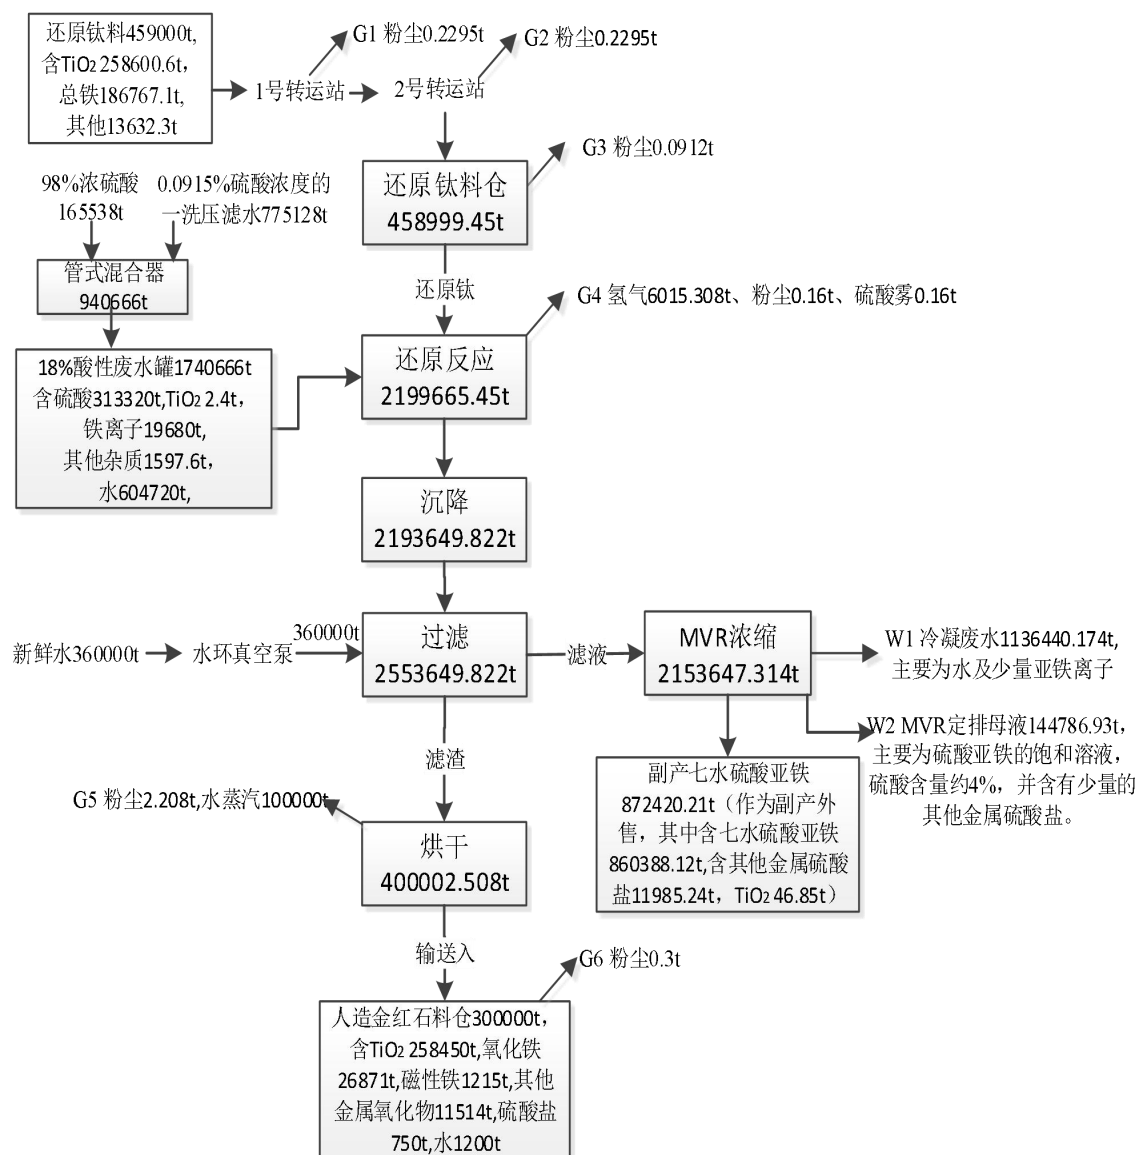 还原钛料459000t,
含TiO₂ 258600.6t，
总铁186767.1t,
其他13632.3t
1号转运站
G1 粉尘0.2295t
2号转运站
G2 粉尘0.2295t
还原钛料仓
458999.45t
G3 粉尘0.0912t
98%浓硫酸
165538t
0.0915%硫酸浓度的
一洗压滤水775128t
管式混合器
940666t
还原钛
G4 氢气6015.308t、粉尘0.16t、硫酸雾0.16t
18%酸性废水罐1740666t
含硫酸313320t,TiO₂ 2.4t，
铁离子19680t,
其他杂质1597.6t，
水604720t,
还原反应
2199665.45t
沉降
2193649.822t
新鲜水360000t
水环真空泵
360000t
过滤
2553649.822t
滤液
MVR浓缩
2153647.314t
W1 冷凝废水1136440.174t,
主要为水及少量亚铁离子
W2 MVR定排母液144786.93t，
主要为硫酸亚铁的饱和溶液，
硫酸含量约4%，并含有少量的
其他金属硫酸盐。
副产七水硫酸亚铁
872420.21t（作为副产外
售，其中含七水硫酸亚铁
860388.12t,含其他金属硫酸
盐11985.24t，TiO₂ 46.85t）
滤渣
G5 粉尘2.208t,水蒸汽100000t
烘干
400002.508t
输送入
G6 粉尘0.3t
人造金红石料仓300000t，
含TiO₂ 258450t,氧化铁
26871t,磁性铁1215t,其他
金属氧化物11514t,硫酸盐
750t,水1200t